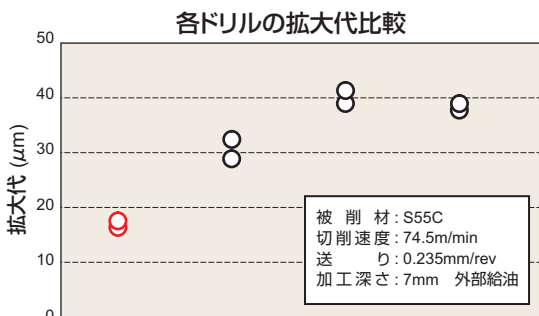 各ドリルの拡大代比較
50
40
30
20
10
0
拡大代 (μm)
被削材：S55C
切削速度：74.5m/min
送り：0.235mm/rev
加工深さ：7mm 外部給油